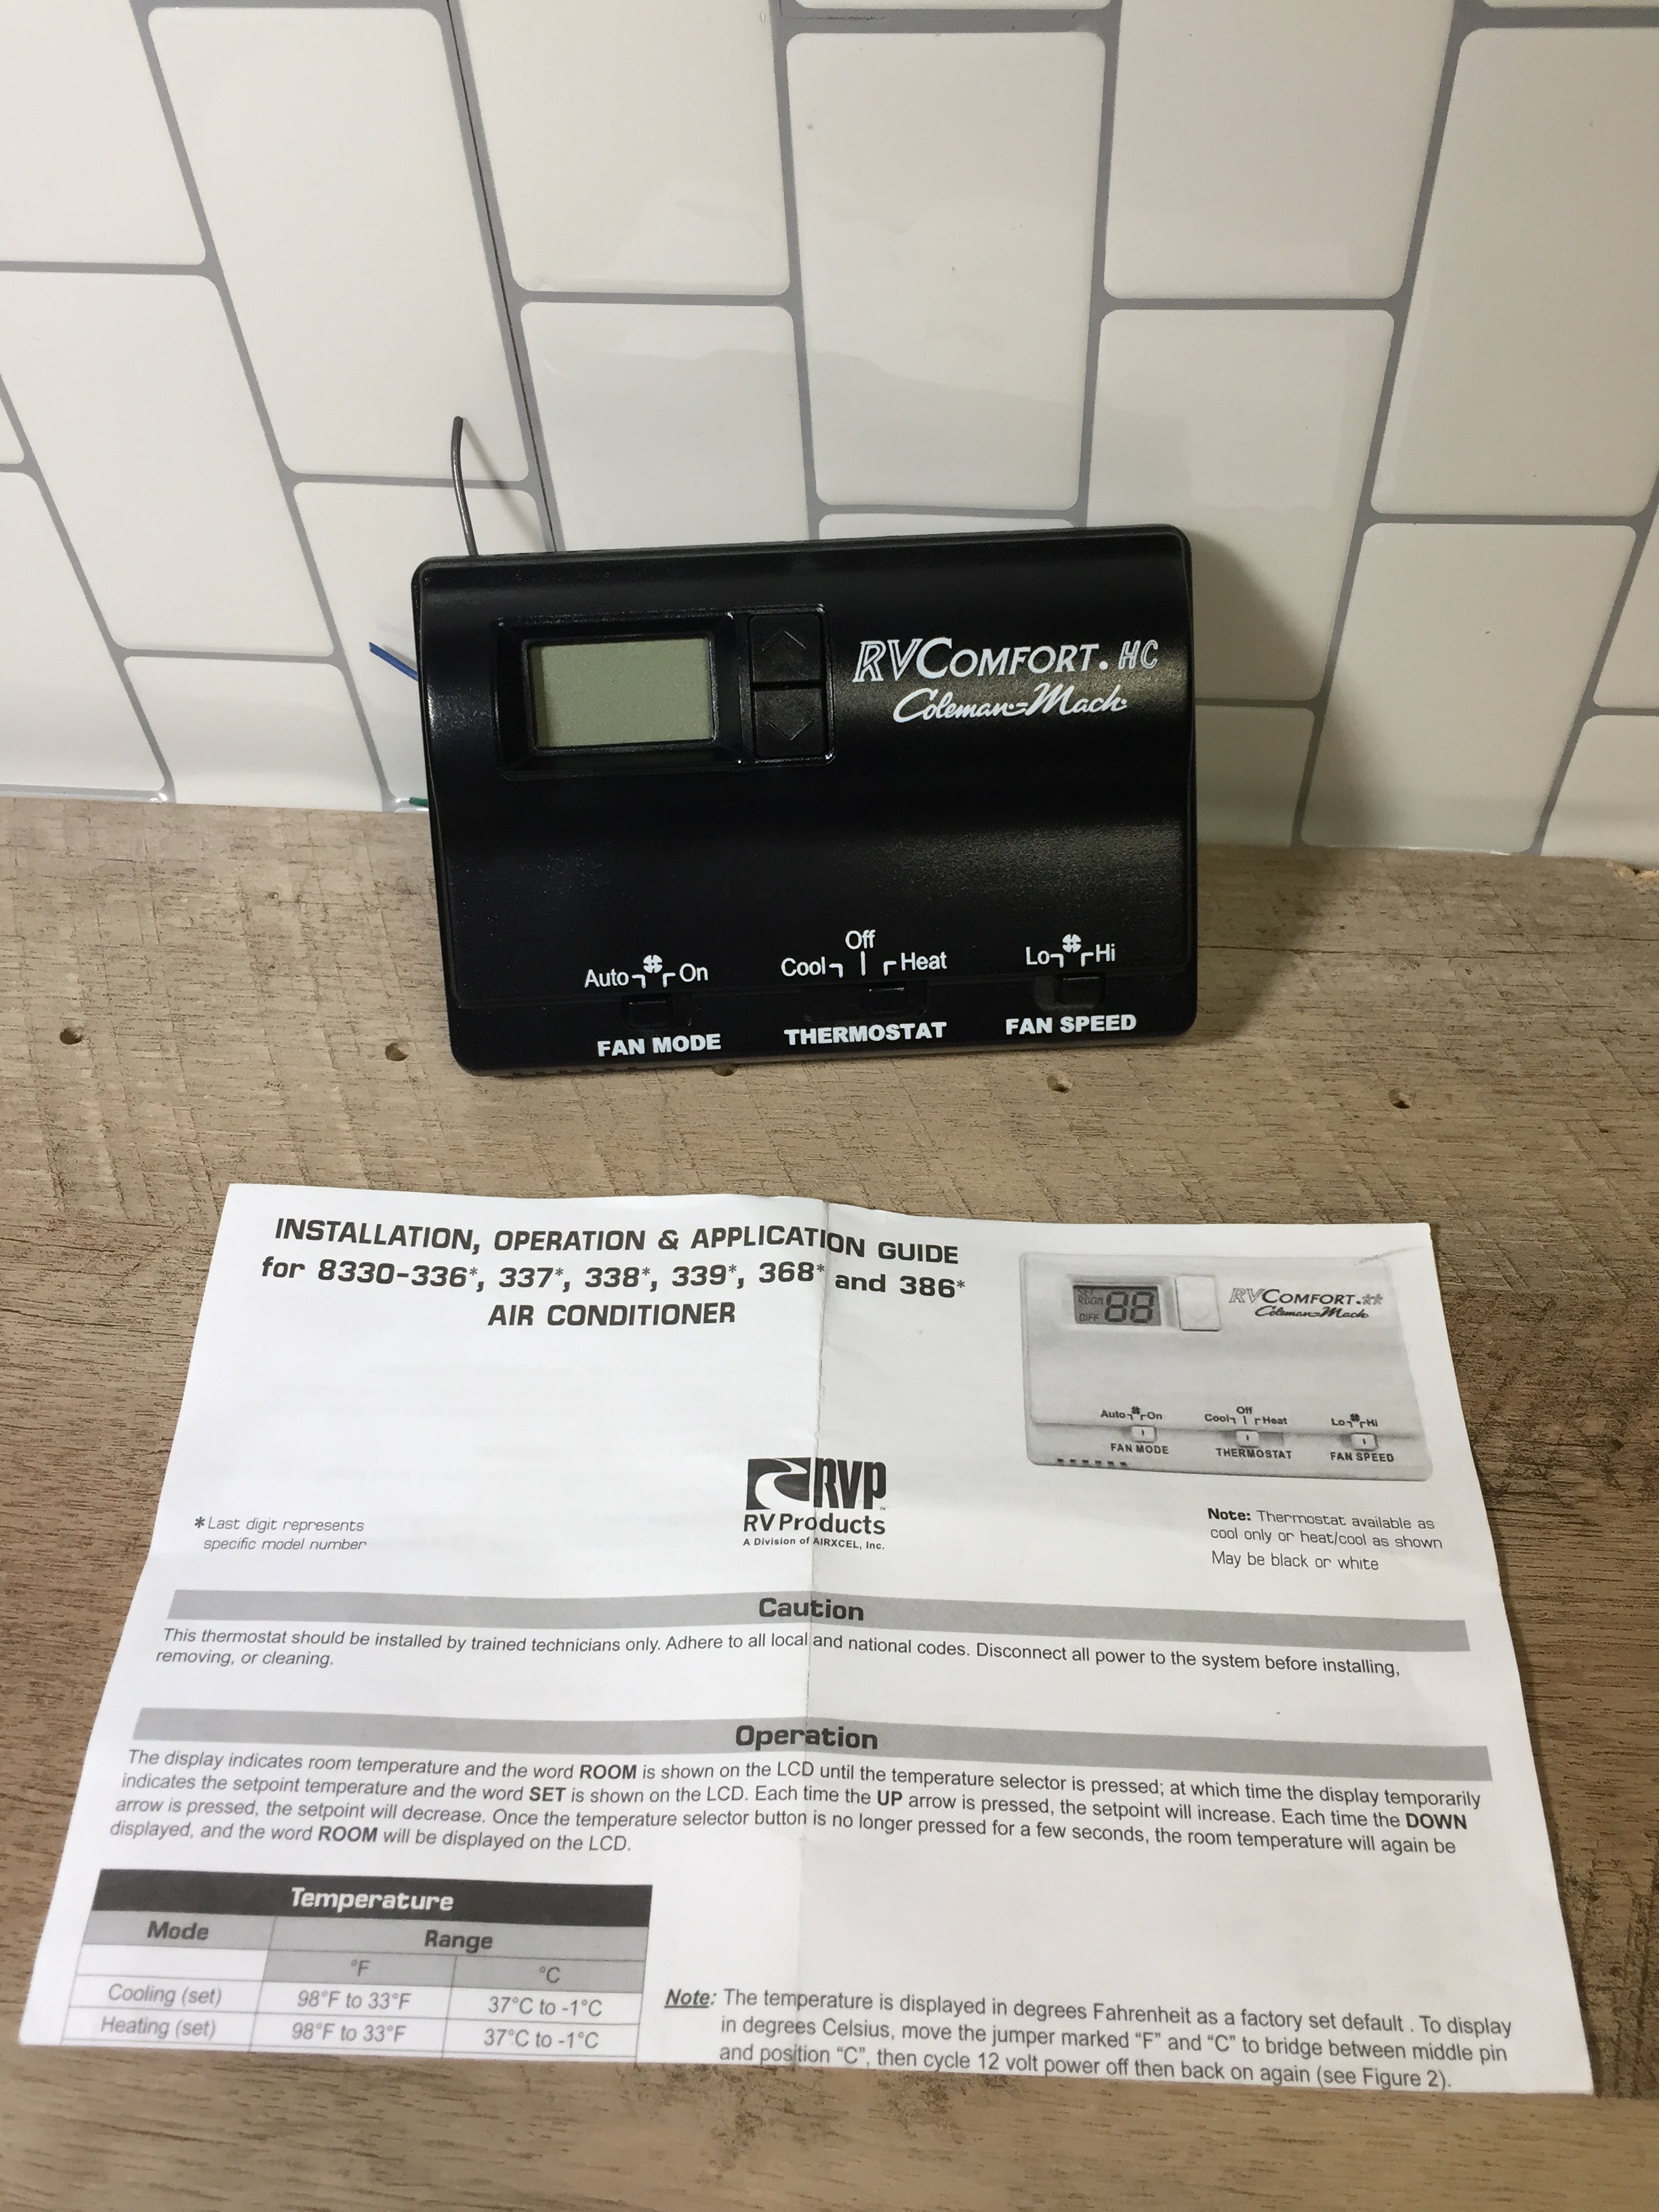 RVCOMFORT. HC
Coleman-Mach
Off
Auto On
Cool Heat
Lo Hi
FAN MODE
THERMOSTAT
FAN SPEED
INSTALLATION, OPERATION & APPLICATION GUIDE
for 8330-336*, 337*, 338*, 339*, 368* and 386*
AIR CONDITIONER
SET
ROOM
DIFF
88
RVCOMFORT.**
Coleman-Mach
Off
Auto On
Cool Heat
Lo Hi
FAN MODE
THERMOSTAT
FAN SPEED
RVP
RV Products
A Division of AIRXCEL, Inc.
* Last digit represents
specific model number
Note: Thermostat available as
cool only or heat/cool as shown
May be black or white
Caution
This thermostat should be installed by trained technicians only. Adhere to all local and national codes. Disconnect all power to the system before installing,
removing, or cleaning.
Operation
The display indicates room temperature and the word ROOM is shown on the LCD until the temperature selector is pressed; at which time the display temporarily
indicates the setpoint temperature and the word SET is shown on the LCD. Each time the UP arrow is pressed, the setpoint will increase. Each time the DOWN
arrow is pressed, the setpoint will decrease. Once the temperature selector button is no longer pressed for a few seconds, the room temperature will again be
displayed, and the word ROOM will be displayed on the LCD.
Temperature
Mode Range
°F °C
Cooling (set) 98°F to 33°F 37°C to -1°C
Heating (set) 98°F to 33°F 37°C to -1°C
Note: The temperature is displayed in degrees Fahrenheit as a factory set default . To display
in degrees Celsius, move the jumper marked “F” and “C” to bridge between middle pin
and position “C”, then cycle 12 volt power off then back on again (see Figure 2).